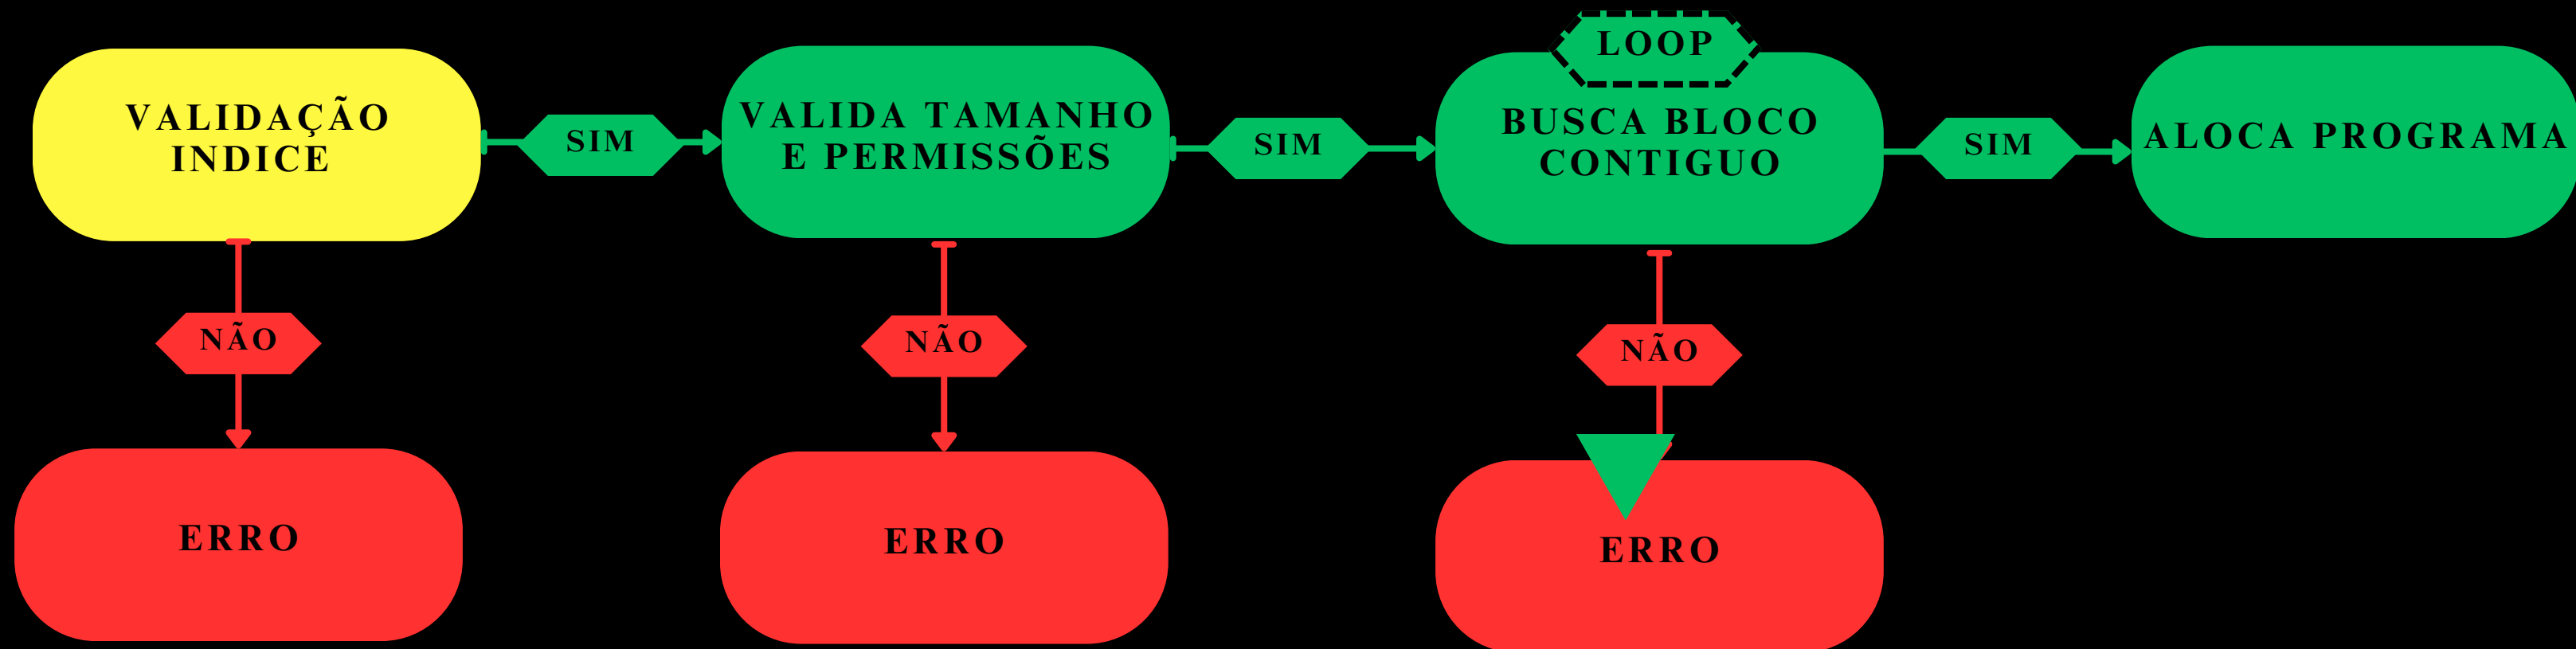 LOOP
VALIDAÇÃO
INDICE
SIM
VALIDA TAMANHO
E PERMISSÕES
SIM
BUSCA BLOCO
CONTIGUO
SIM
ALOCA PROGRAMA
NÃO
NÃO
NÃO
ERRO
ERRO
ERRO